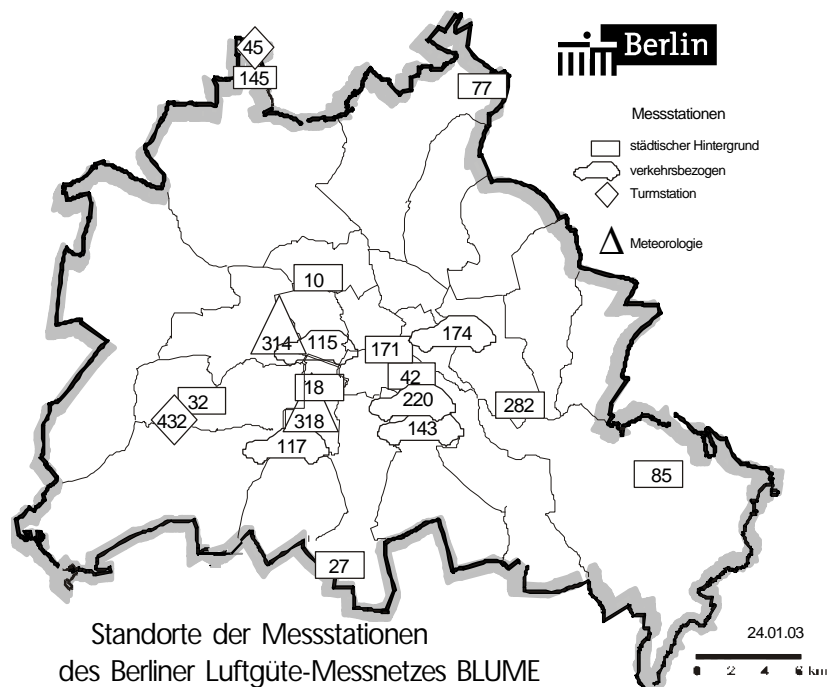 45
145
Berlin
77
Messstationen
städtischer Hintergrund
verkehrsbezogen
Turmstation
Meteorologie
10
314
115
171
174
18
42
32
432
318
220
282
117
143
85
27
Standorte der Messstationen
des Berliner Luftgüte-Messnetzes BLUME
24.01.03
0 2 4 6 km